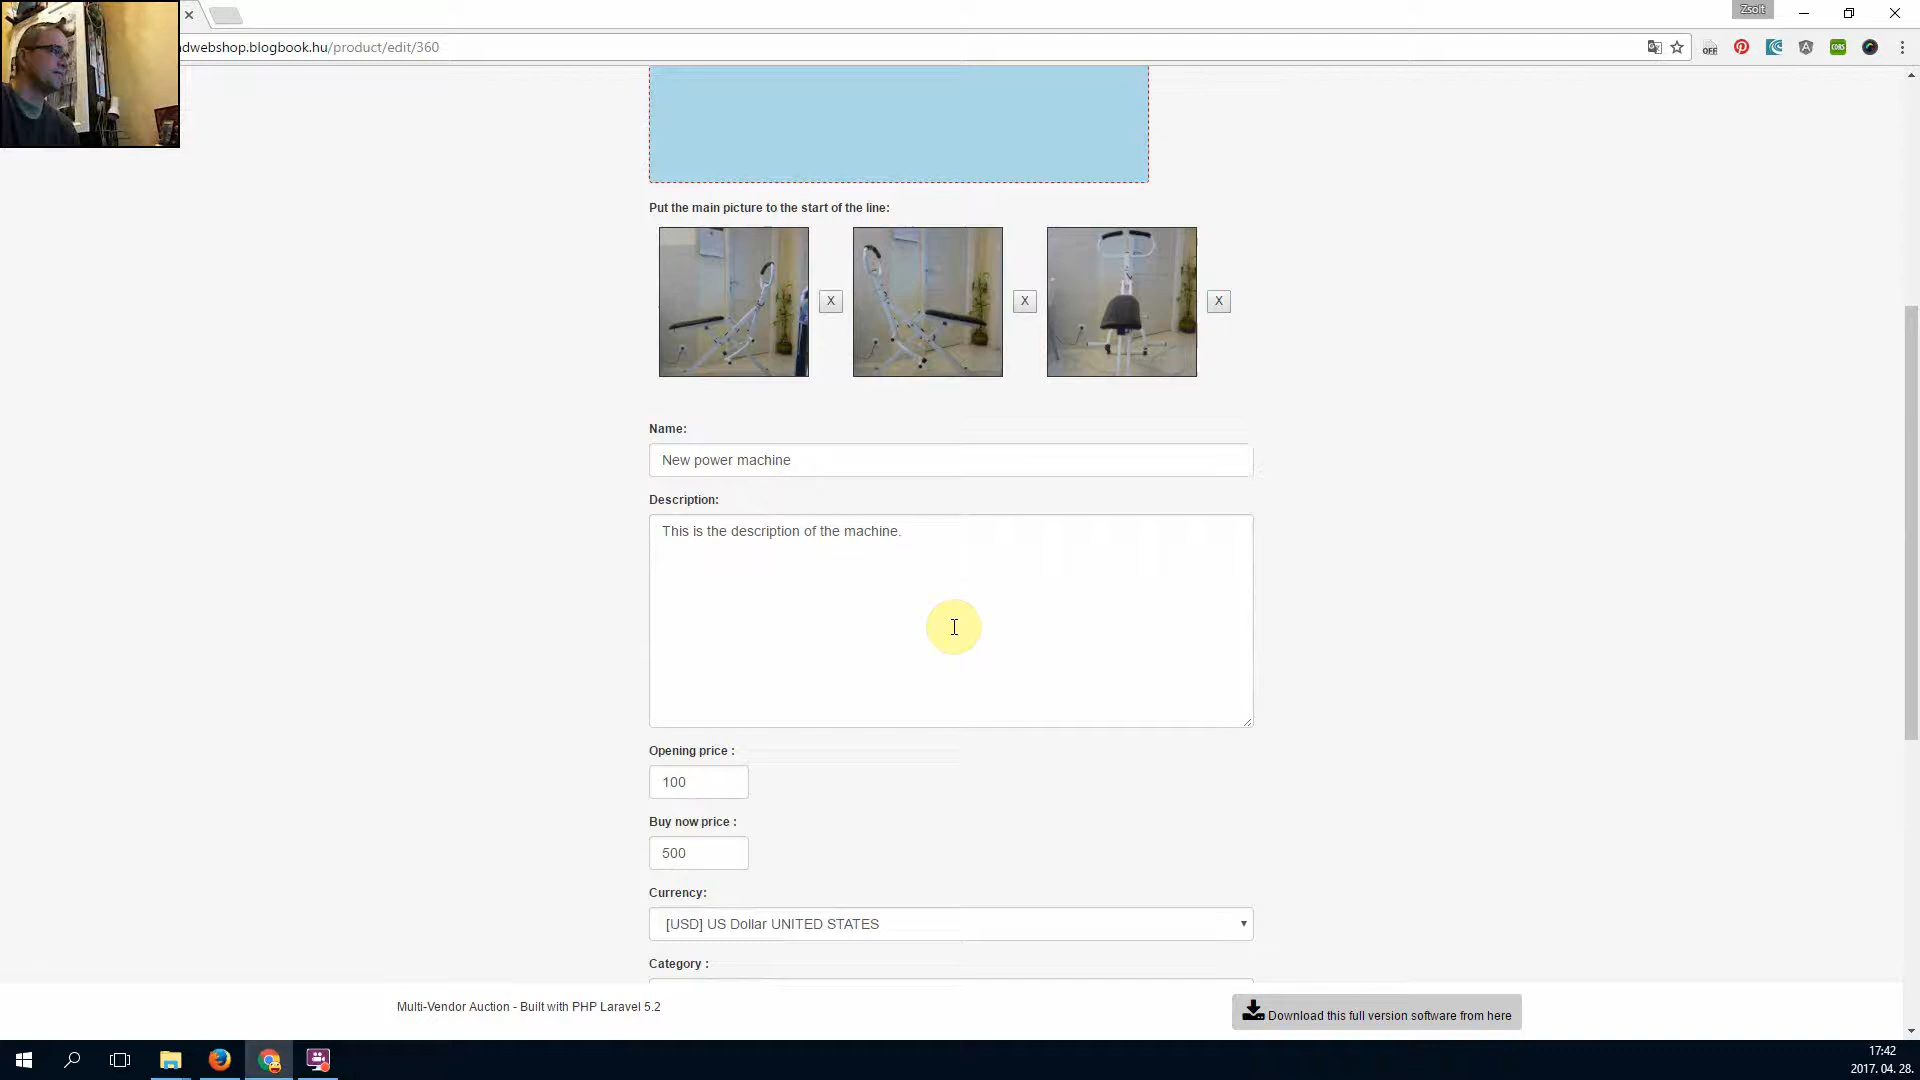 Zsolt
dwebshop.blogbook.hu/product/edit/360
OFF
CORS
Put the main picture to the start of the line:
X
X
X
Name:
New power machine
Description:
This is the description of the machine.
Opening price :
100
Buy now price :
500
Currency:
[USD] US Dollar UNITED STATES
Category :
Multi-Vendor Auction - Built with PHP Laravel 5.2
Download this full version software from here
17:42
2017. 04. 28.